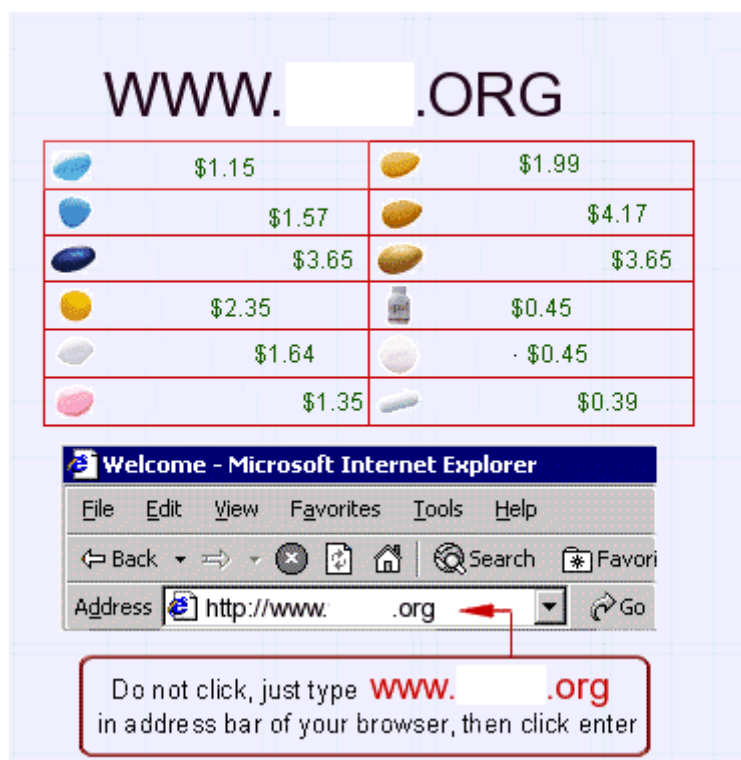 WWW. .ORG
$1.15 $1.99
$1.57 $4.17
$3.65 $3.65
$2.35 $0.45
$1.64 · $0.45
$1.35 $0.39
Welcome - Microsoft Internet Explorer
File Edit View Favorites Tools Help
Back Search Favori
Address http://www. .org Go
Do not click, just type www. .org
in address bar of your browser, then click enter